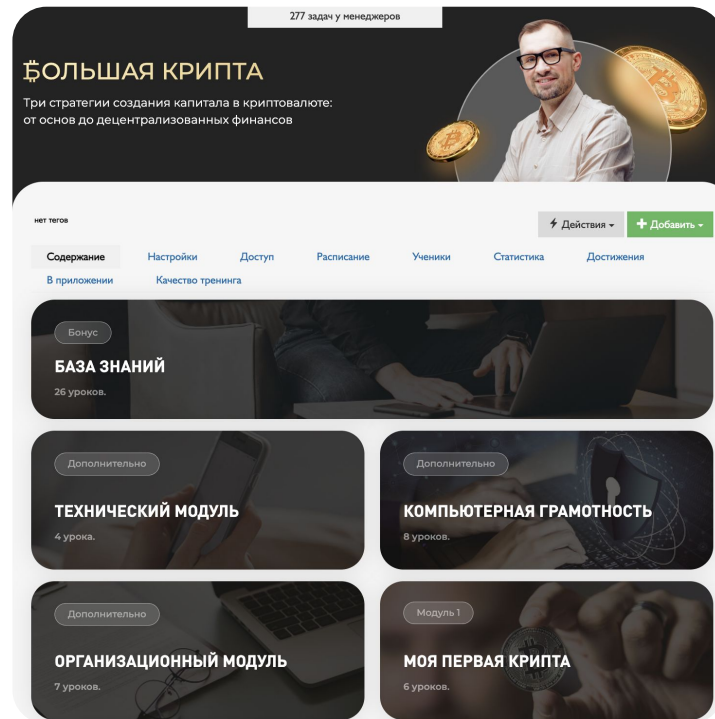 277 задач у менеджеров
₿ОЛЬШАЯ КРИПТА
Три стратегии создания капитала в криптовалюте:
от основ до децентрализованных финансов
нет тегов
Действия
Добавить
Содержание
Настройки
Доступ
Расписание
Ученики
Статистика
Достижения
В приложении
Качество тренинга
Бонус
БАЗА ЗНАНИЙ
26 уроков.
Дополнительно
ТЕХНИЧЕСКИЙ МОДУЛЬ
4 урока.
Дополнительно
КОМПЬЮТЕРНАЯ ГРАМОТНОСТЬ
8 уроков.
Дополнительно
ОРГАНИЗАЦИОННЫЙ МОДУЛЬ
7 уроков.
Модуль 1
МОЯ ПЕРВАЯ КРИПТА
6 уроков.